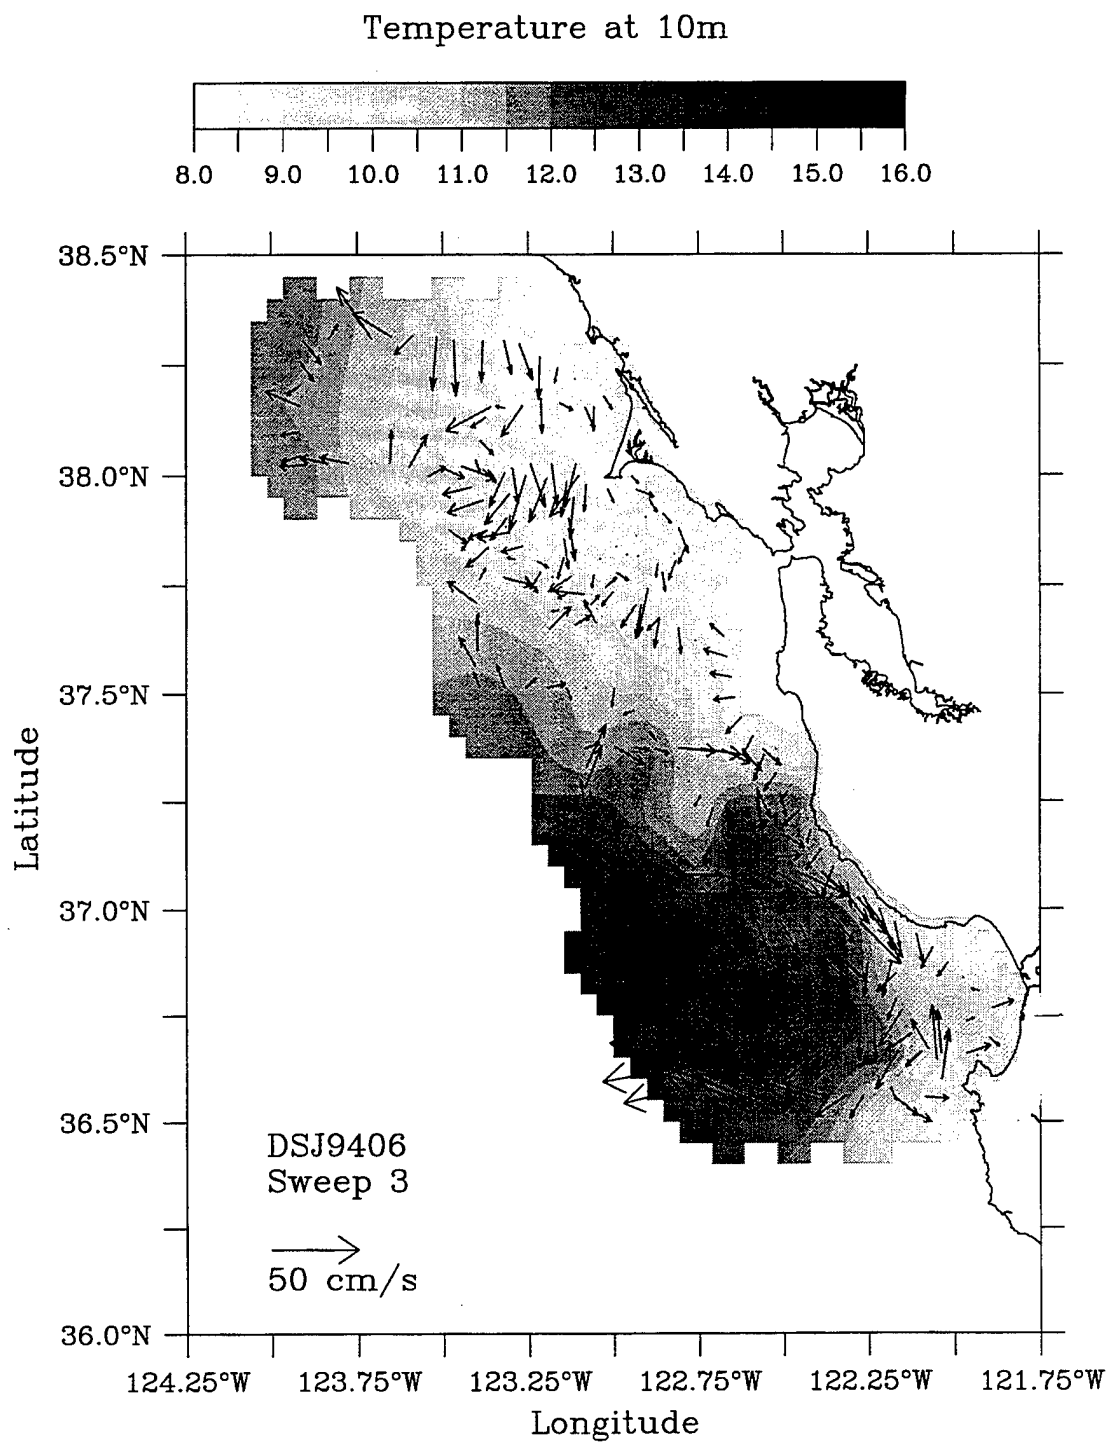 Temperature at 10m
8.0 9.0 10.0 11.0 12.0 13.0 14.0 15.0 16.0
38.5°N
38.0°N
37.5°N
37.0°N
36.5°N
36.0°N
Latitude
DSJ9406
Sweep 3
50 cm/s
124.25°W 123.75°W 123.25°W 122.75°W 122.25°W 121.75°W
Longitude